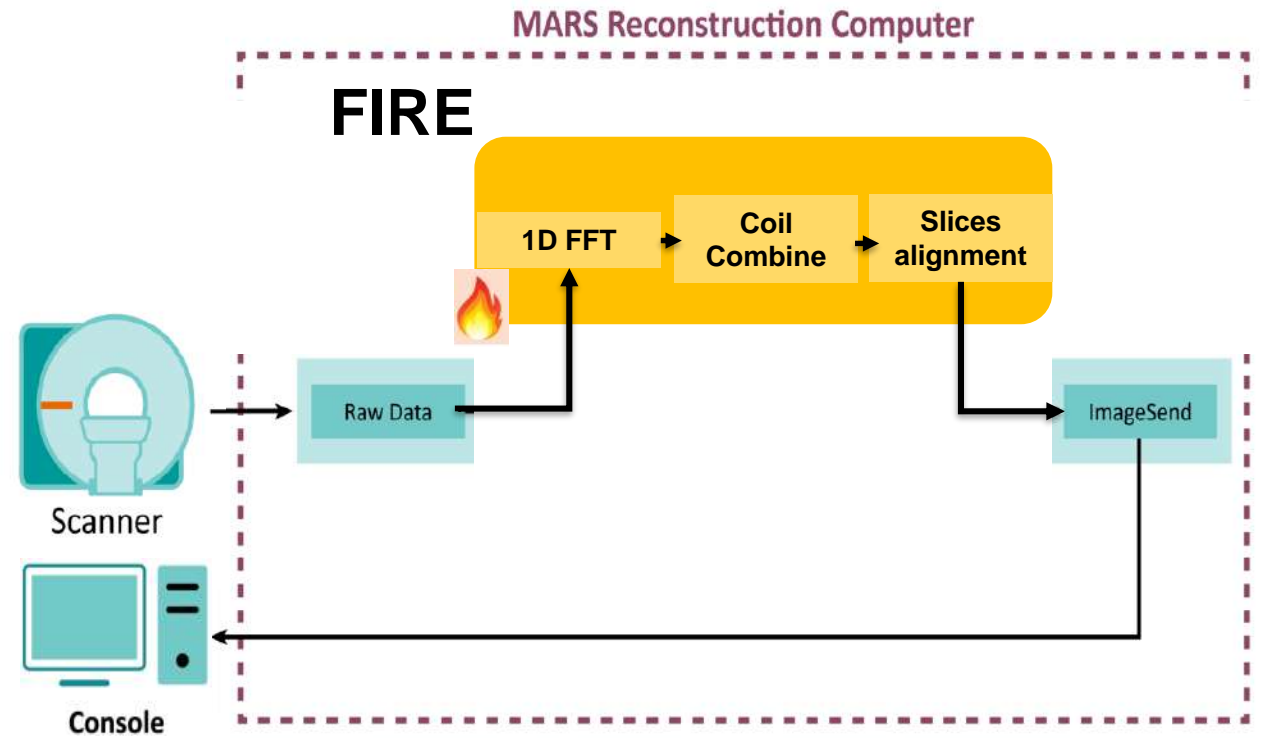 MARS Reconstruction Computer
FIRE
1D FFT
Coil
Combine
Slices
alignment
Raw Data
ImageSend
Scanner
Console